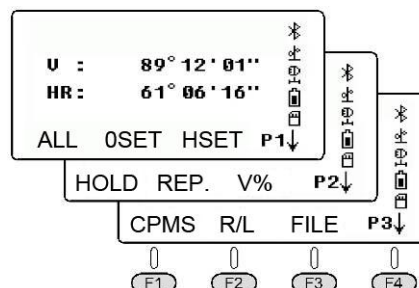 V : 89° 12' 01"
HR: 61° 06' 16"
ALL 0SET HSET P1↓
HOLD REP. V% P2↓
CPMS R/L FILE P3↓
F1 F2 F3 F4